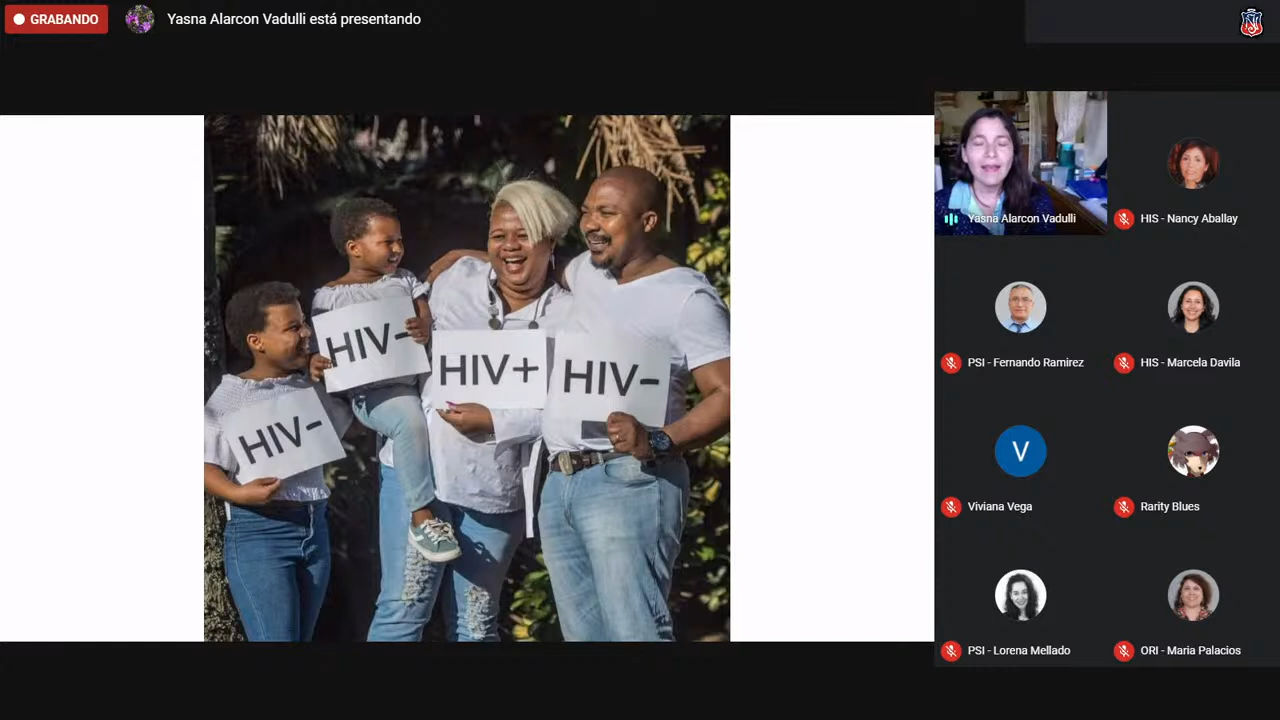 GRABANDO
Yasna Alarcon Vadulli está presentando
HIV-
HIV-
HIV+
HIV-
Yasna Alarcon Vadulli
HIS - Nancy Aballay
PSI - Fernando Ramirez
HIS - Marcela Davila
V
Viviana Vega
Rarity Blues
PSI - Lorena Mellado
ORI - Maria Palacios